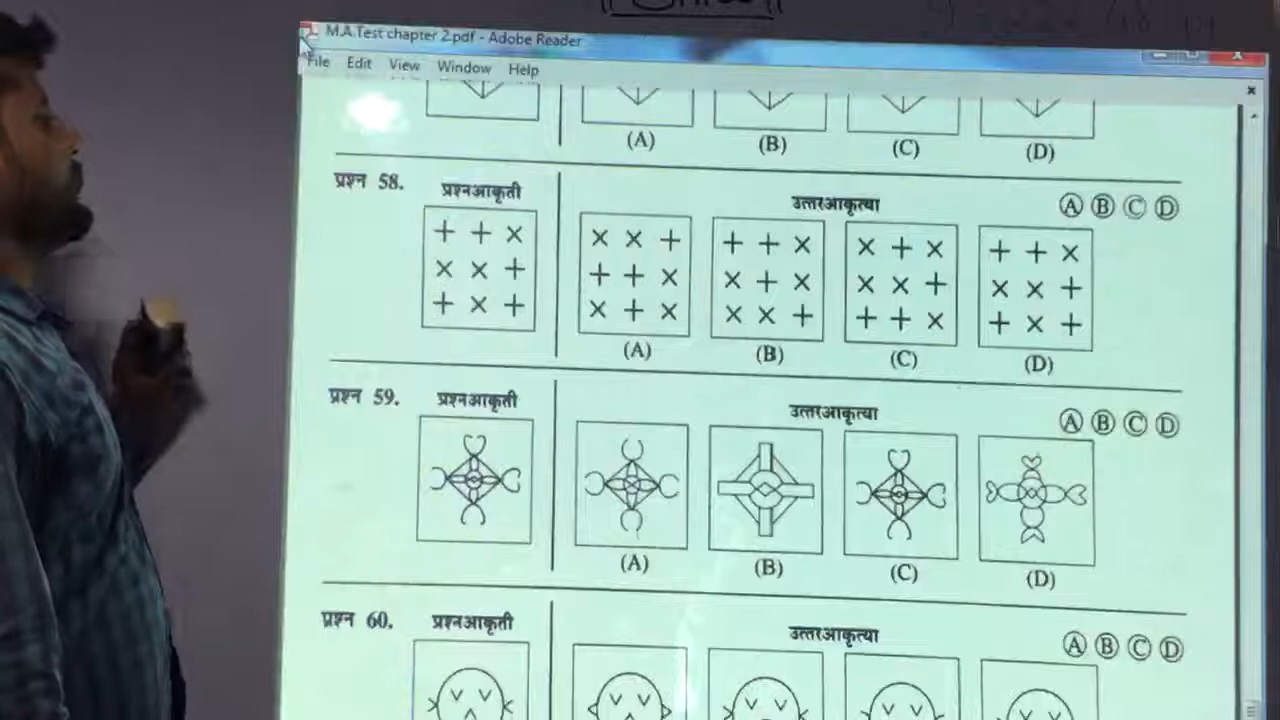 M.A.Test chapter 2.pdf - Adobe Reader
File Edit View Window Help
(A) (B) (C) (D)
प्रश्न 58. प्रश्नआकृती उत्तरआकृत्या Ⓐ Ⓑ Ⓒ Ⓓ
+ + × × × + + + × × + × + + ×
× × + + + × × + × × × + × × +
+ × + × + × × × + + + × + × +
(A) (B) (C) (D)
प्रश्न 59. प्रश्नआकृती उत्तरआकृत्या Ⓐ Ⓑ Ⓒ Ⓓ
(A) (B) (C) (D)
प्रश्न 60. प्रश्नआकृती उत्तरआकृत्या Ⓐ Ⓑ Ⓒ Ⓓ